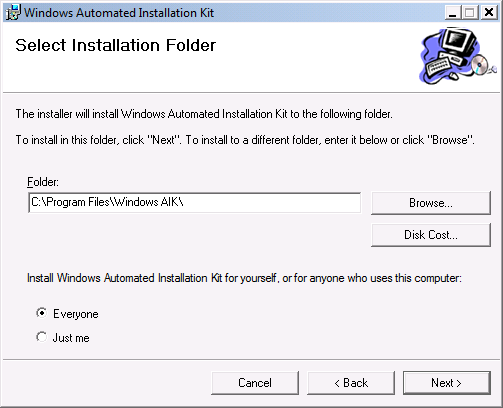 Windows Automated Installation Kit
Select Installation Folder
The installer will install Windows Automated Installation Kit to the following folder.
To install in this folder, click "Next". To install to a different folder, enter it below or click "Browse".
Folder:
C:\Program Files\Windows AIK\
Browse...
Disk Cost...
Install Windows Automated Installation Kit for yourself, or for anyone who uses this computer:
Everyone
Just me
Cancel
< Back
Next >